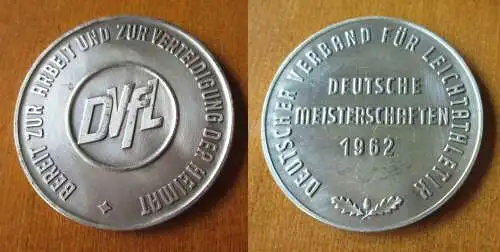 BEREIT ZUR ARBEIT UND ZUR VERTEIDIGUNG DER HEIMAT
DVfL
DEUTSCHER VERBAND FÜR LEICHTATHLETIK
DEUTSCHE
MEISTERSCHAFTEN
1962